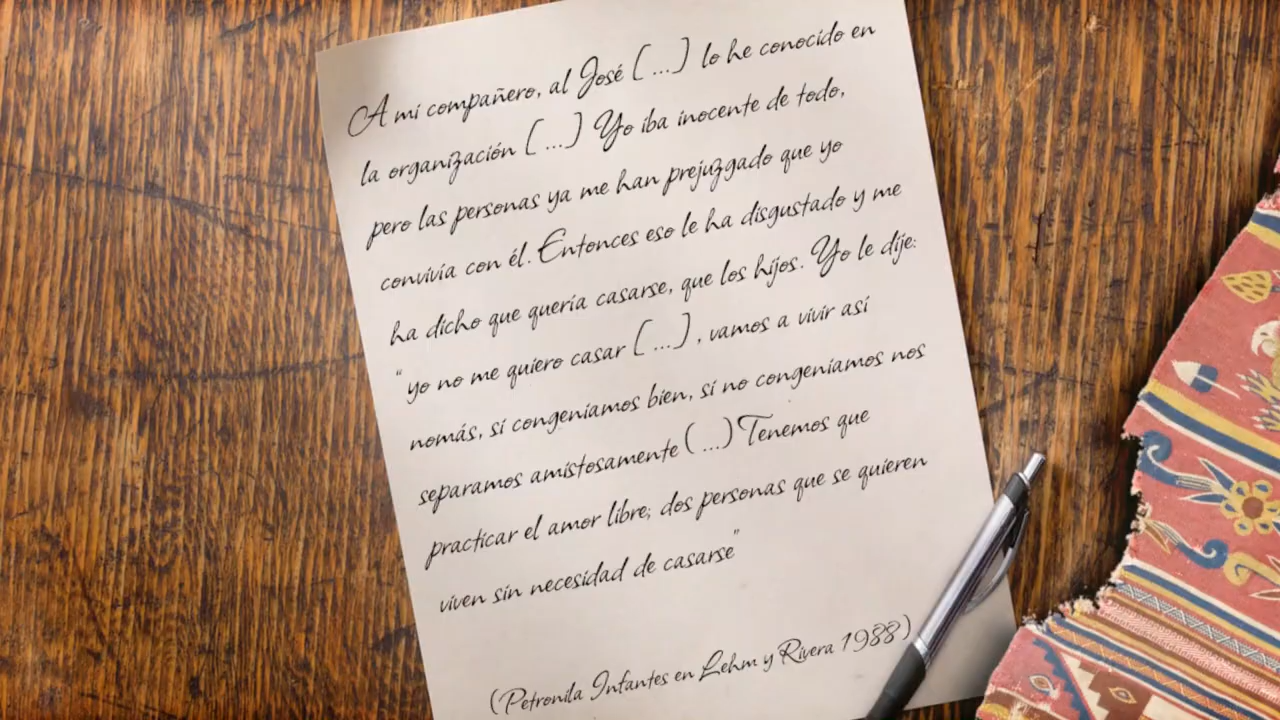 A mi compañero, al José [...] lo he conocido en
la organización [...] Yo iba inocente de todo,
pero las personas ya me han prejuzgado que yo
convivía con él. Entonces eso le ha disgustado y me
ha dicho que quería casarse, que los hijos. Yo le dije:
“yo no me quiero casar [...], vamos a vivir así
nomás, si congeniamos bien, si no congeniamos nos
separamos amistosamente (...) Tenemos que
practicar el amor libre; dos personas que se quieren
viven sin necesidad de casarse”
(Petronila Infantes en Lehm y Rivera 1988)